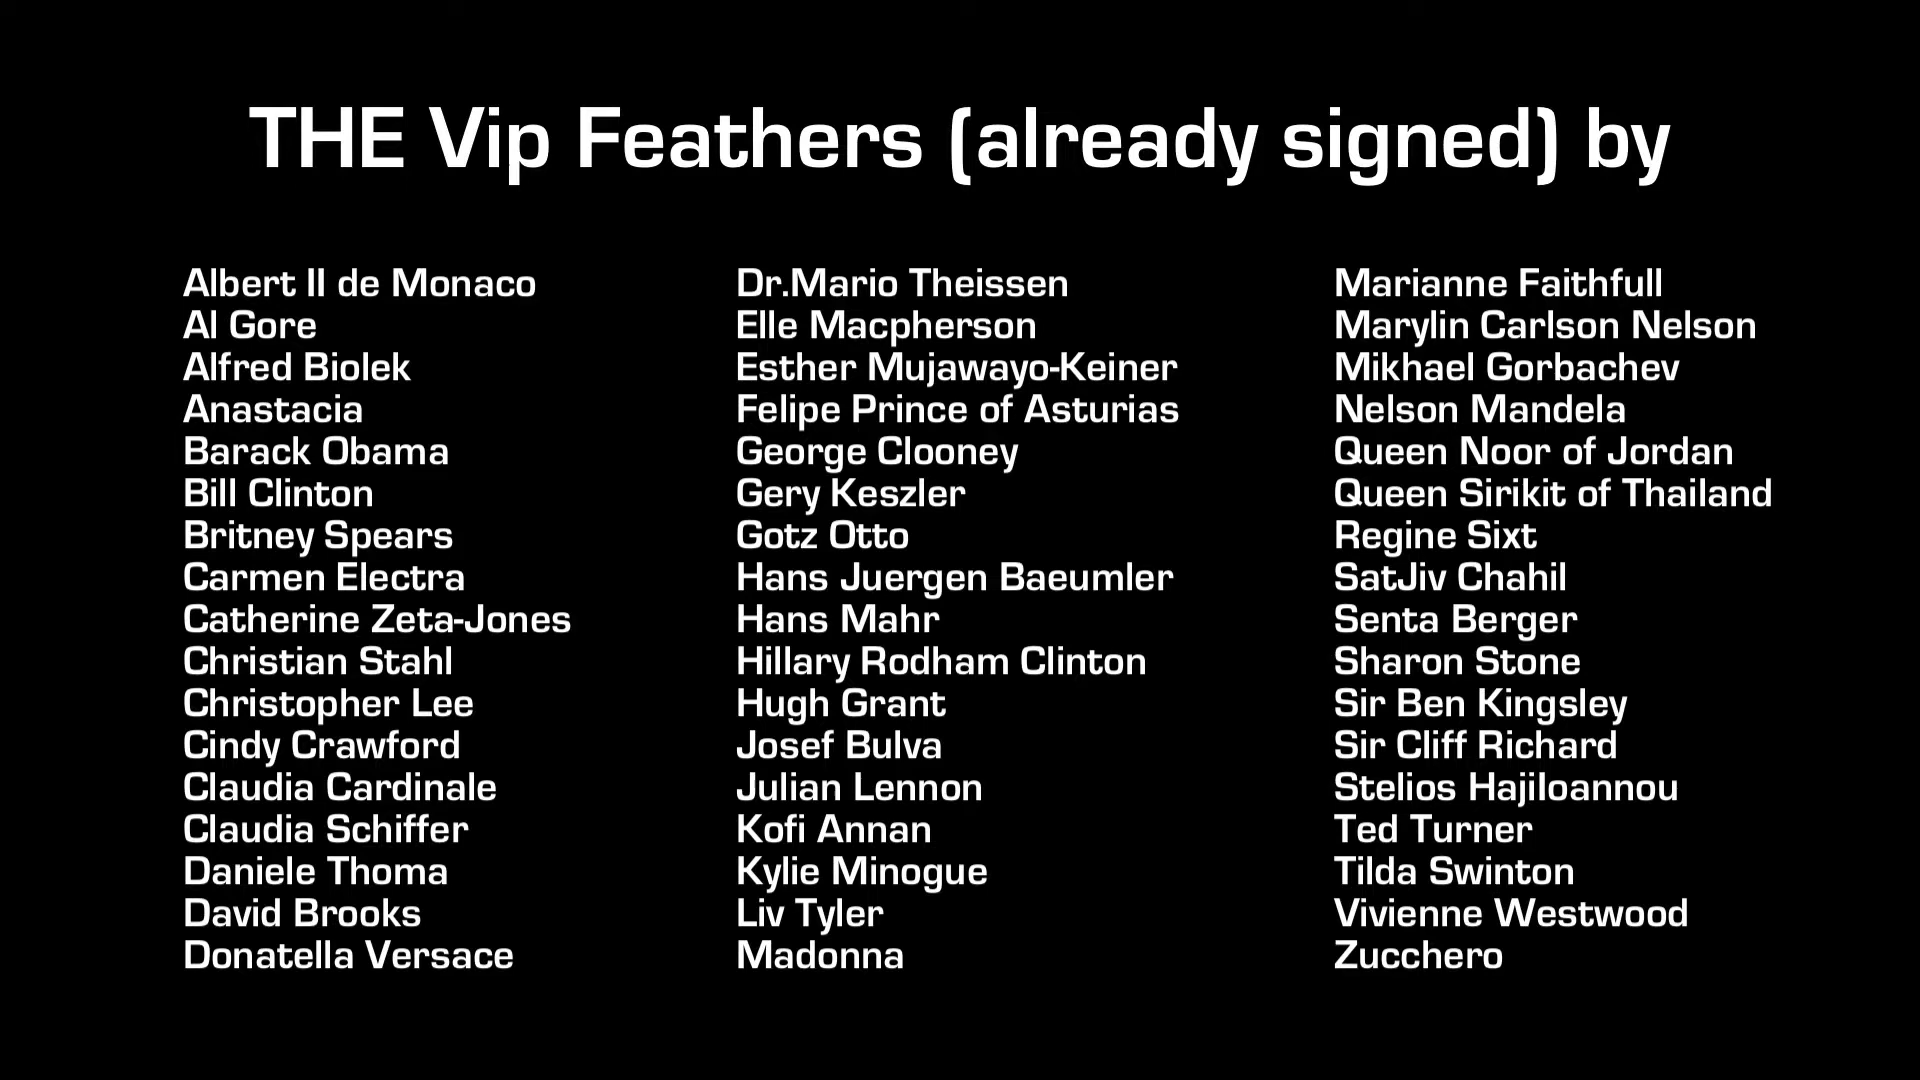 THE Vip Feathers (already signed) by
Albert II de Monaco
Al Gore
Alfred Biolek
Anastacia
Barack Obama
Bill Clinton
Britney Spears
Carmen Electra
Catherine Zeta-Jones
Christian Stahl
Christopher Lee
Cindy Crawford
Claudia Cardinale
Claudia Schiffer
Daniele Thoma
David Brooks
Donatella Versace
Dr.Mario Theissen
Elle Macpherson
Esther Mujawayo-Keiner
Felipe Prince of Asturias
George Clooney
Gery Keszler
Gotz Otto
Hans Juergen Baeumler
Hans Mahr
Hillary Rodham Clinton
Hugh Grant
Josef Bulva
Julian Lennon
Kofi Annan
Kylie Minogue
Liv Tyler
Madonna
Marianne Faithfull
Marylin Carlson Nelson
Mikhael Gorbachev
Nelson Mandela
Queen Noor of Jordan
Queen Sirikit of Thailand
Regine Sixt
SatJiv Chahil
Senta Berger
Sharon Stone
Sir Ben Kingsley
Sir Cliff Richard
Stelios HajiIoannou
Ted Turner
Tilda Swinton
Vivienne Westwood
Zucchero